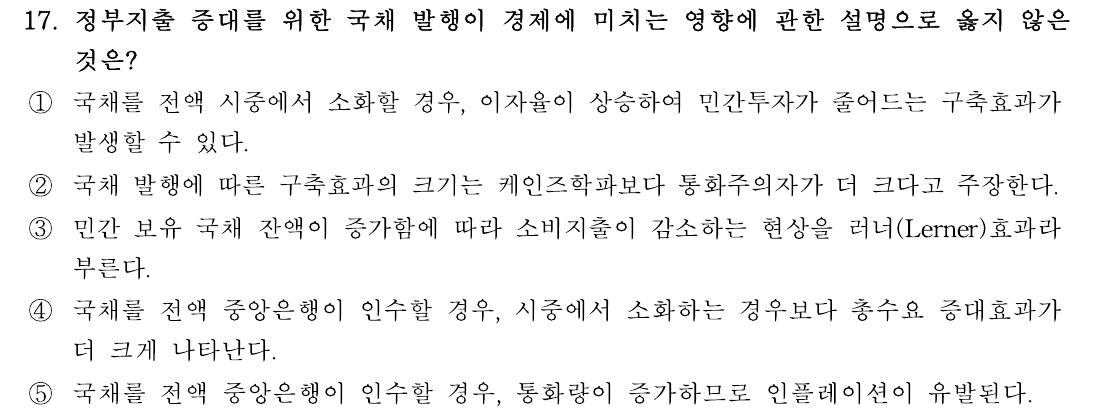 17. 정부지출 증대를 위한 국채 발행이 경제에 미치는 영향에 관한 설명으로 옳지 않은
것은?
① 국채를 전액 시중에서 소화할 경우, 이자율이 상승하여 민간투자가 줄어드는 구축효과가
발생할 수 있다.
② 국채 발행에 따른 구축효과의 크기는 케인즈학파보다 통화주의자가 더 크다고 주장한다.
③ 민간 보유 국채 잔액이 증가함에 따라 소비지출이 감소하는 현상을 러너(Lerner)효과라
부른다.
④ 국채를 전액 중앙은행이 인수할 경우, 시중에서 소화하는 경우보다 총수요 증대효과가
더 크게 나타난다.
⑤ 국채를 전액 중앙은행이 인수할 경우, 통화량이 증가하므로 인플레이션이 유발된다.